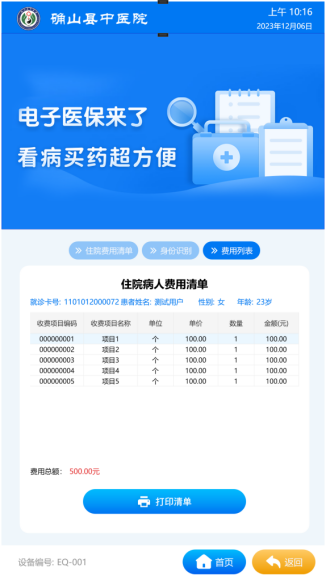 确山县中医院
上午 10:16
2023年12月06日
电子医保来了
看病买药超方便
住院费用清单 身份识别 费用列表
住院病人费用清单
就诊卡号: 1101012000072 患者姓名: 测试用户 性别: 女 年龄: 23岁
收费项目编码 收费项目名称 单位 单价 数量 金额(元)
000000001 项目1 个 100.00 1 100.00
000000002 项目2 个 100.00 1 100.00
000000003 项目3 个 100.00 1 100.00
000000004 项目4 个 100.00 1 100.00
000000005 项目5 个 100.00 1 100.00
费用总额: 500.00元
打印清单
设备编号: EQ-001 首页 返回